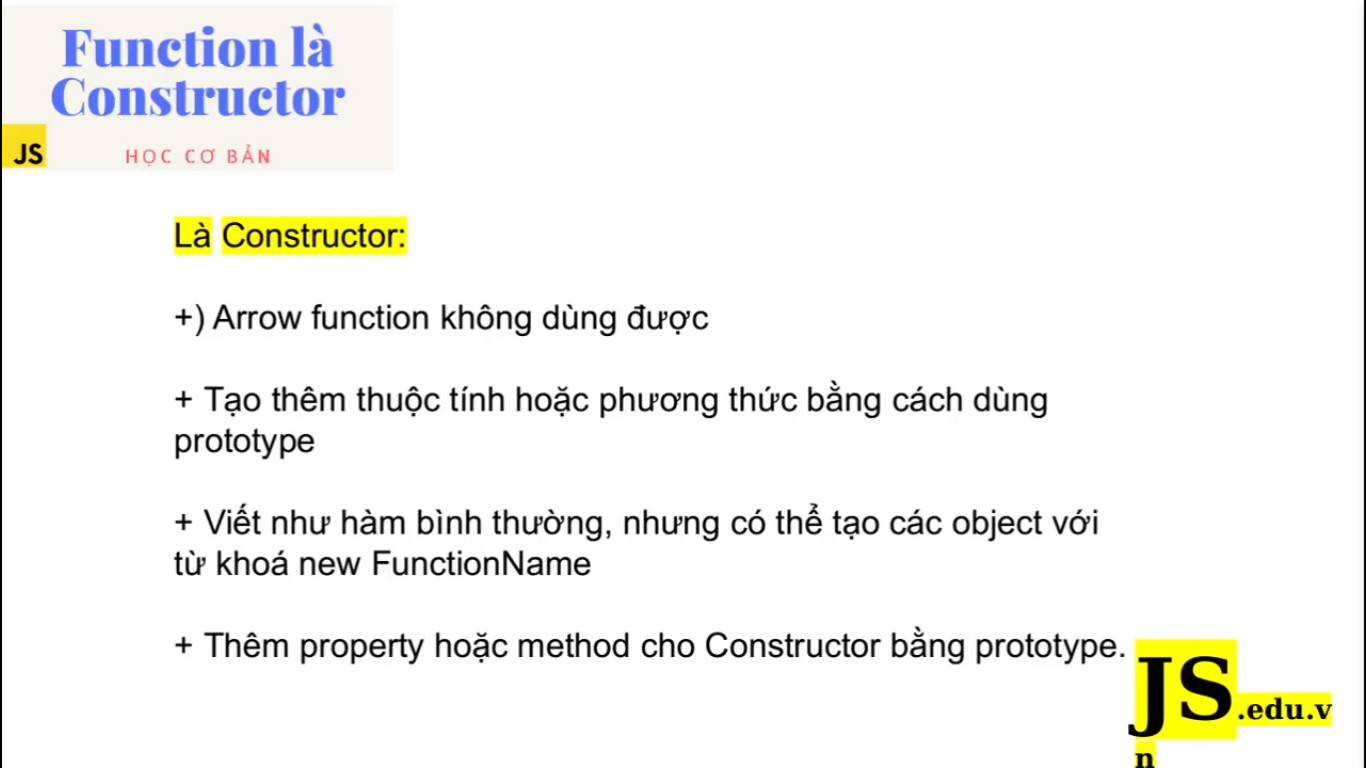 Function là
Constructor
JS
HỌC CƠ BẢN
Là Constructor:
+) Arrow function không dùng được
+ Tạo thêm thuộc tính hoặc phương thức bằng cách dùng
prototype
+ Viết như hàm bình thường, nhưng có thể tạo các object với
từ khoá new FunctionName
+ Thêm property hoặc method cho Constructor bằng prototype.
JS.edu.v
n